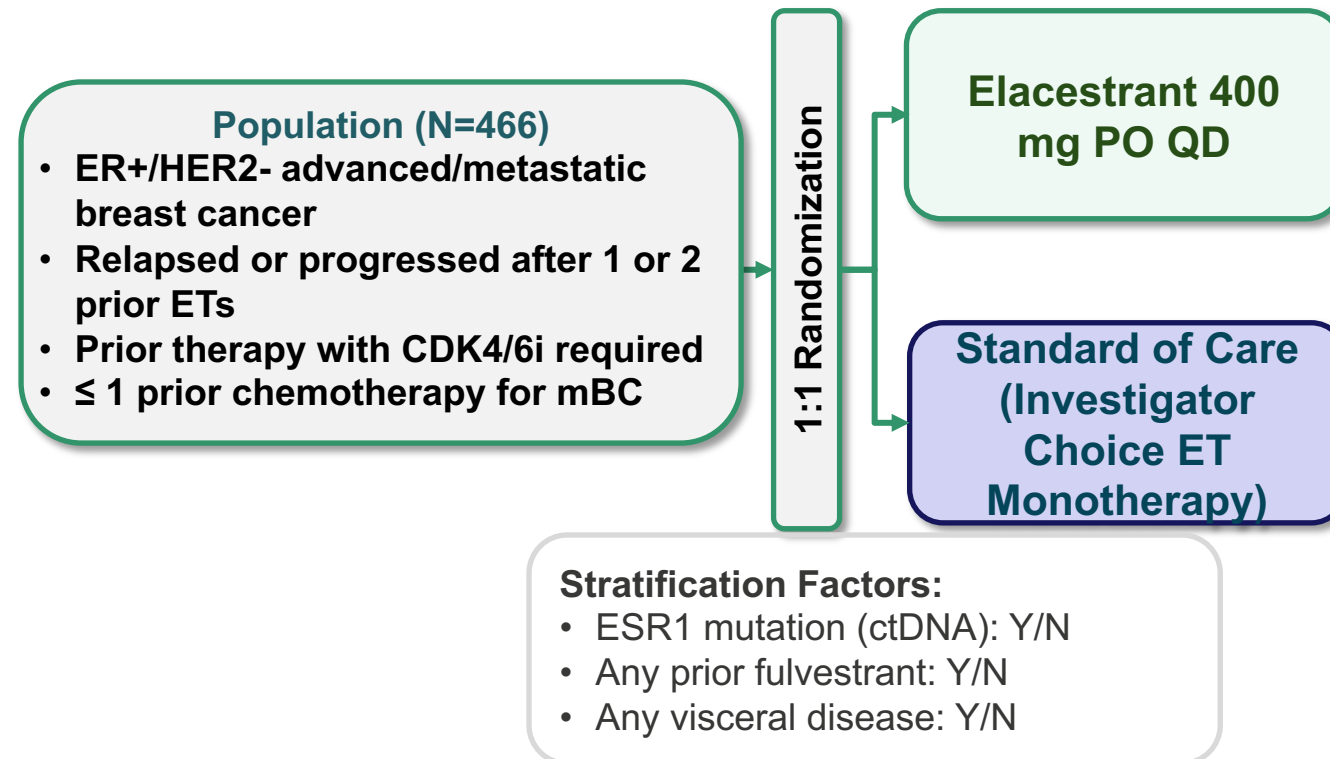 Population (N=466)
• ER+/HER2- advanced/metastatic
breast cancer
• Relapsed or progressed after 1 or 2
prior ETs
• Prior therapy with CDK4/6i required
• ≤ 1 prior chemotherapy for mBC
1:1 Randomization
Elacestrant 400
mg PO QD
Standard of Care
(Investigator
Choice ET
Monotherapy)
Stratification Factors:
• ESR1 mutation (ctDNA): Y/N
• Any prior fulvestrant: Y/N
• Any visceral disease: Y/N